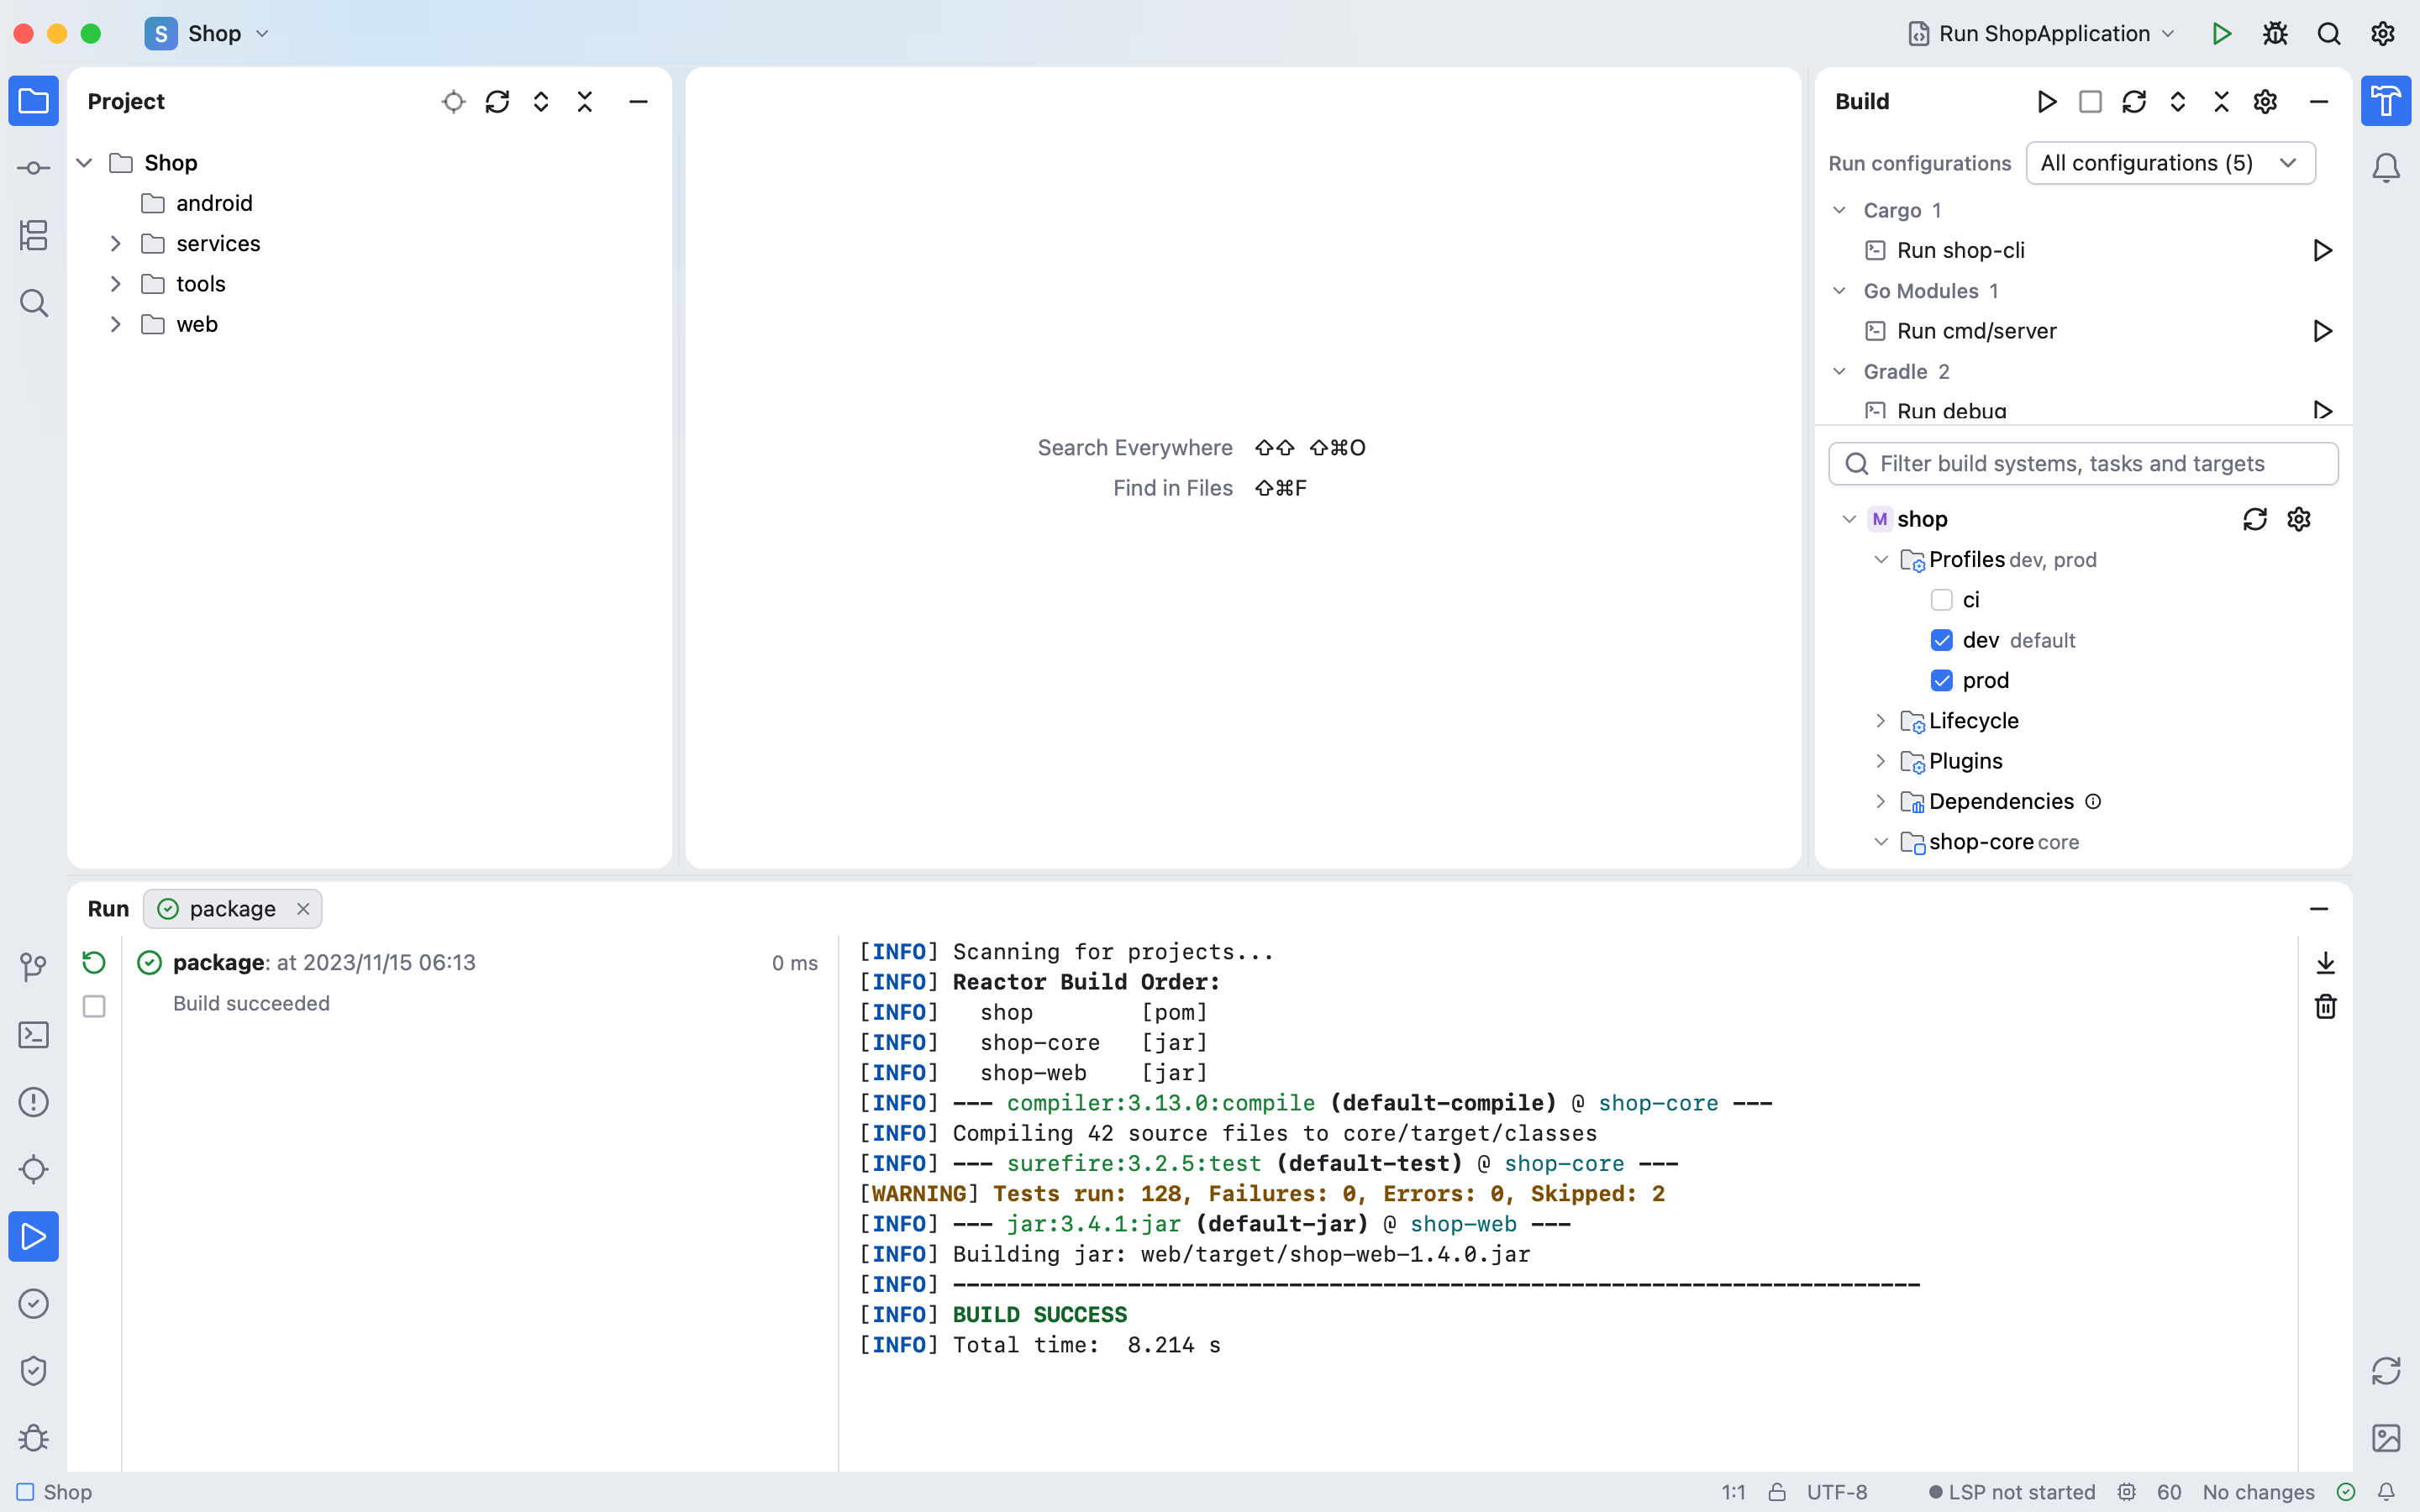 S Shop
Run ShopApplication
Project
Shop
android
services
tools
web
Search Everywhere ⇧⇧ ⇧⌘O
Find in Files ⇧⌘F
Build
Run configurations All configurations (5)
Cargo 1
Run shop-cli
Go Modules 1
Run cmd/server
Gradle 2
Run debug
Filter build systems, tasks and targets
M shop
Profiles dev, prod
ci
dev default
prod
Lifecycle
Plugins
Dependencies
shop-core core
Run package
package: at 2023/11/15 06:13 0 ms
Build succeeded
[INFO] Scanning for projects...
[INFO] Reactor Build Order:
[INFO]   shop        [pom]
[INFO]   shop-core   [jar]
[INFO]   shop-web    [jar]
[INFO] --- compiler:3.13.0:compile (default-compile) @ shop-core ---
[INFO] Compiling 42 source files to core/target/classes
[INFO] --- surefire:3.2.5:test (default-test) @ shop-core ---
[WARNING] Tests run: 128, Failures: 0, Errors: 0, Skipped: 2
[INFO] --- jar:3.4.1:jar (default-jar) @ shop-web ---
[INFO] Building jar: web/target/shop-web-1.4.0.jar
[INFO] ------------------------------------------------------------------------
[INFO] BUILD SUCCESS
[INFO] Total time:  8.214 s
Shop
1:1 UTF-8 LSP not started 60 No changes